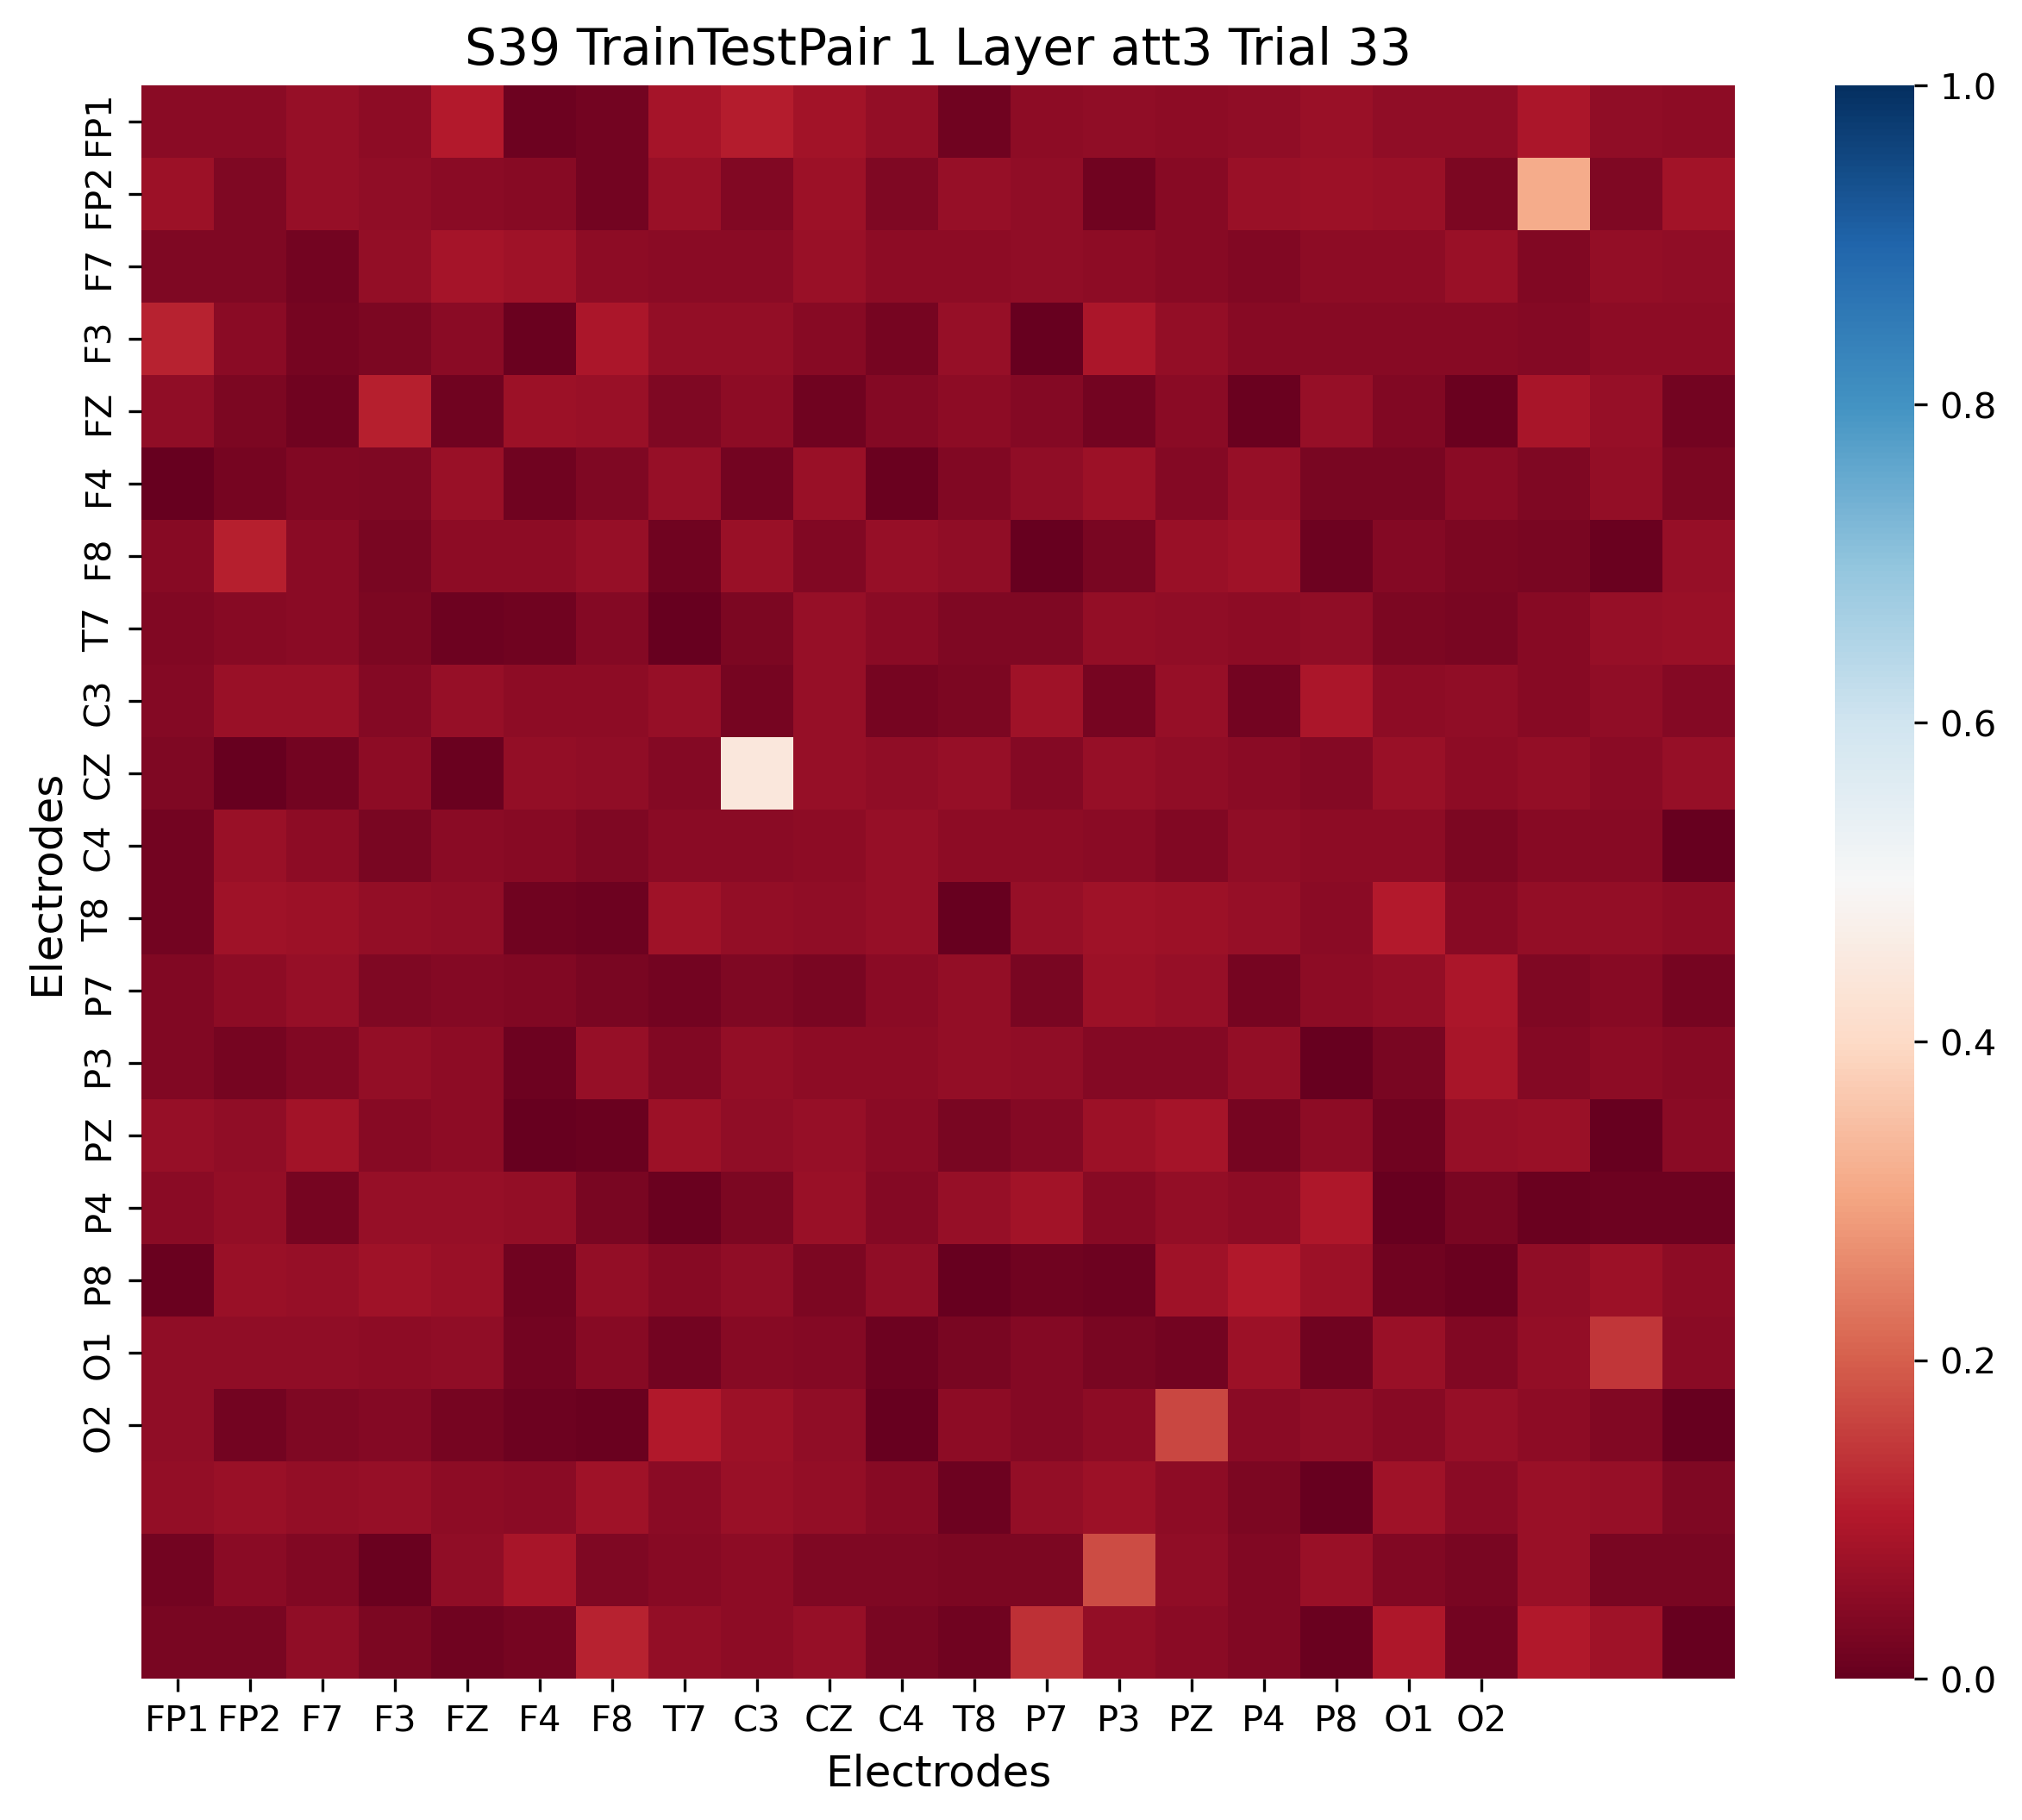 S39 TrainTestPair 1 Layer att3 Trial 33
Electrodes
FP1
FP2
F7
F3
FZ
F4
F8
T7
C3
CZ
C4
T8
P7
P3
PZ
P4
P8
O1
O2
FP1 FP2 F7 F3 FZ F4 F8 T7 C3 CZ C4 T8 P7 P3 PZ P4 P8 O1 O2
Electrodes
1.0
0.8
0.6
0.4
0.2
0.0